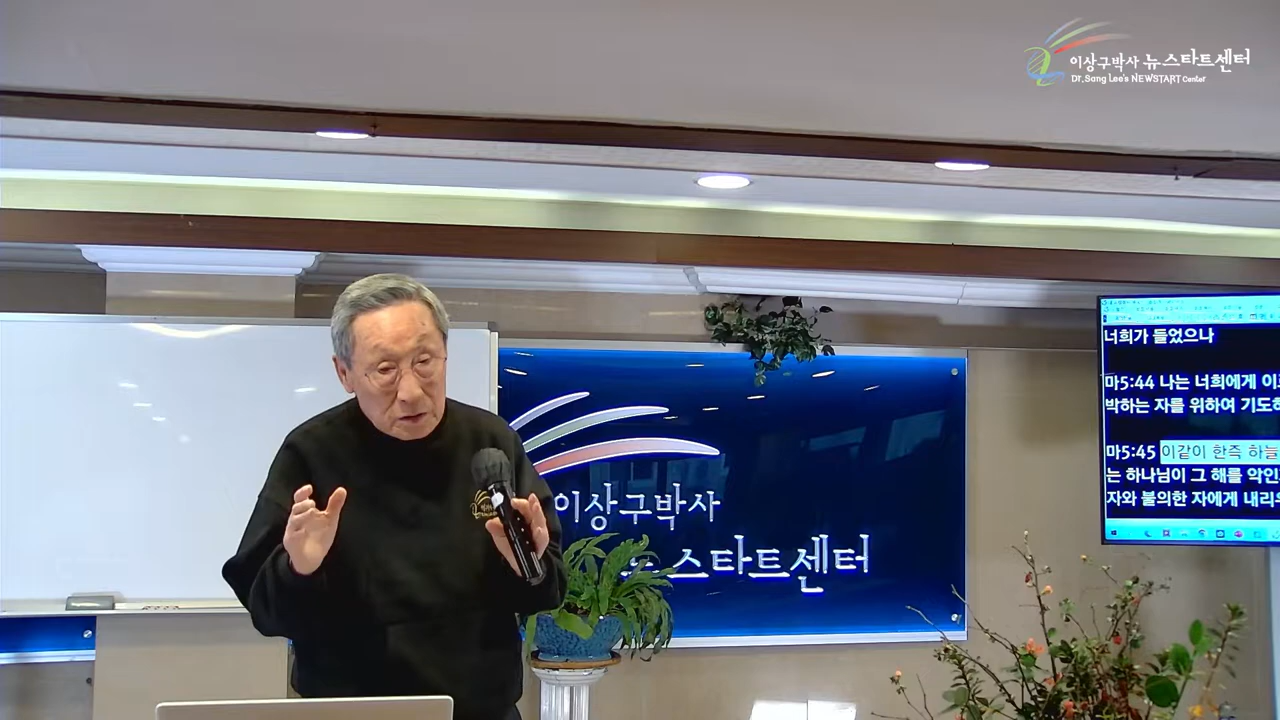 이상구박사 뉴스타트센터
Dr. Sang Lee's NEWSTART Center
너희가 들었으나
마5:44 나는 너희에게 이
박하는 자를 위하여 기도하
마5:45 이같이 한즉 하늘
는 하나님이 그 해를 악인
자와 불의한 자에게 내리우
이상구박사
뉴스타트센터